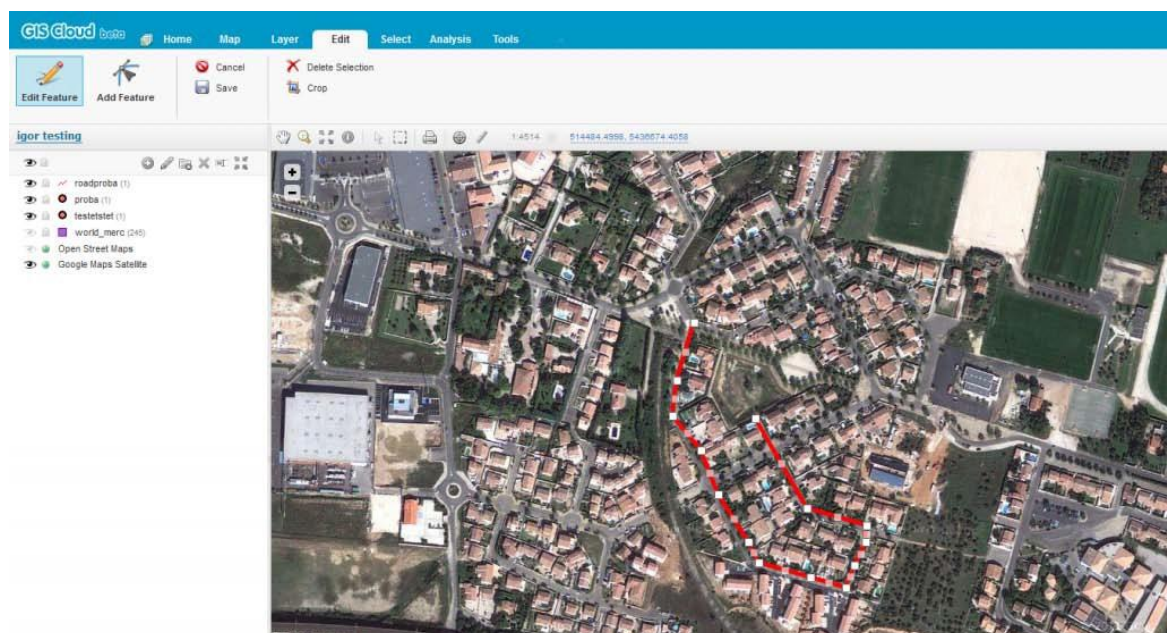 GIS Cloud beta
Home Map Layer Edit Select Analysis Tools
Edit Feature
Add Feature
Cancel
Save
Delete Selection
Crop
igor testing
1:4514
514484.4998, 5436674.4058
roadproba (1)
proba (1)
testetstet (1)
world_merc (246)
Open Street Maps
Google Maps Satellite